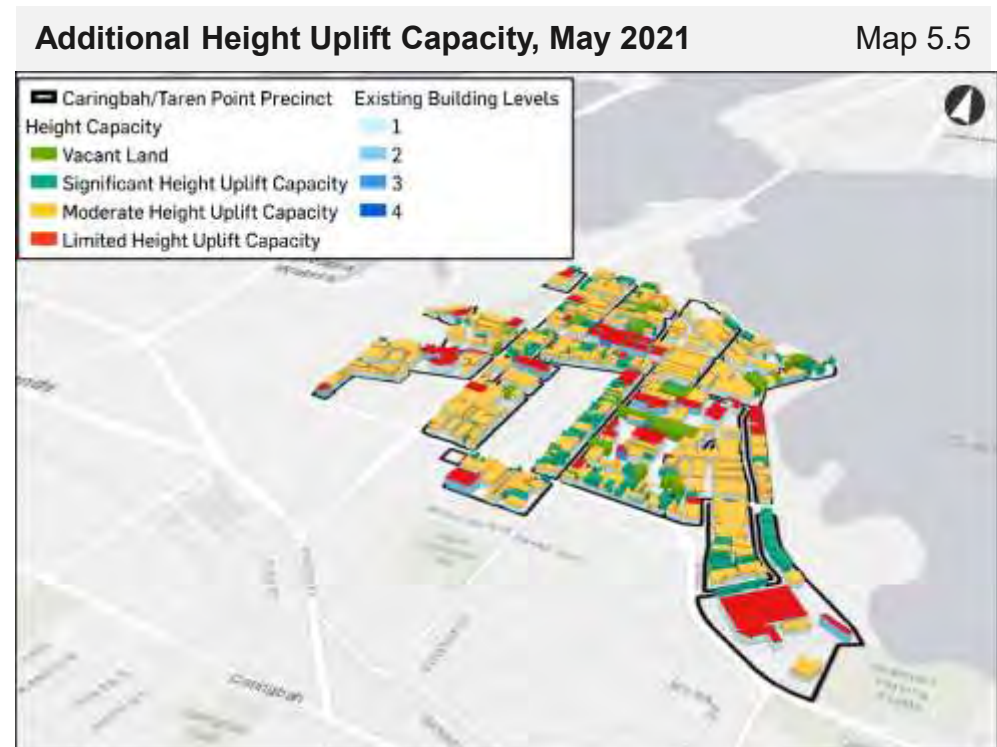 Additional Height Uplift Capacity, May 2021 Map 5.5
Caringbah/Taren Point Precinct Existing Building Levels
Height Capacity 1
Vacant Land 2
Significant Height Uplift Capacity 3
Moderate Height Uplift Capacity 4
Limited Height Uplift Capacity
Caringbah